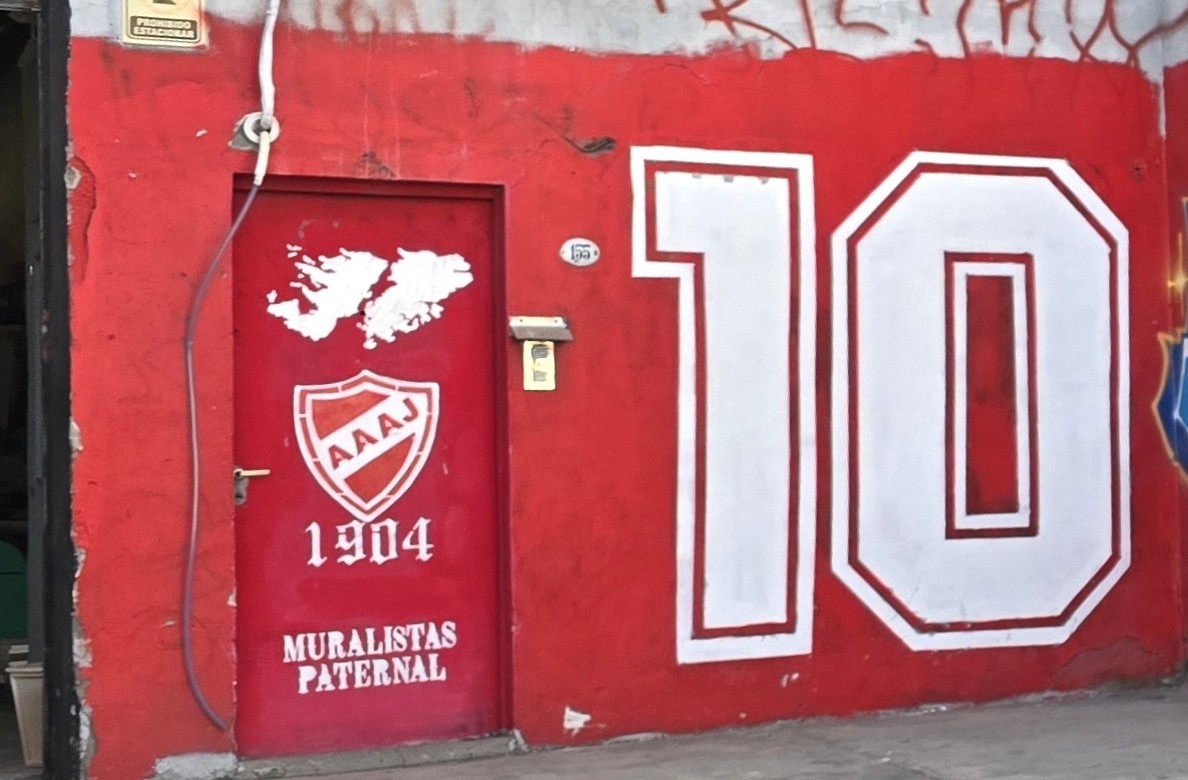 PROHIBIDO
ESTACIONAR
155
10
AAAJ
1904
MURALISTAS
PATERNAL